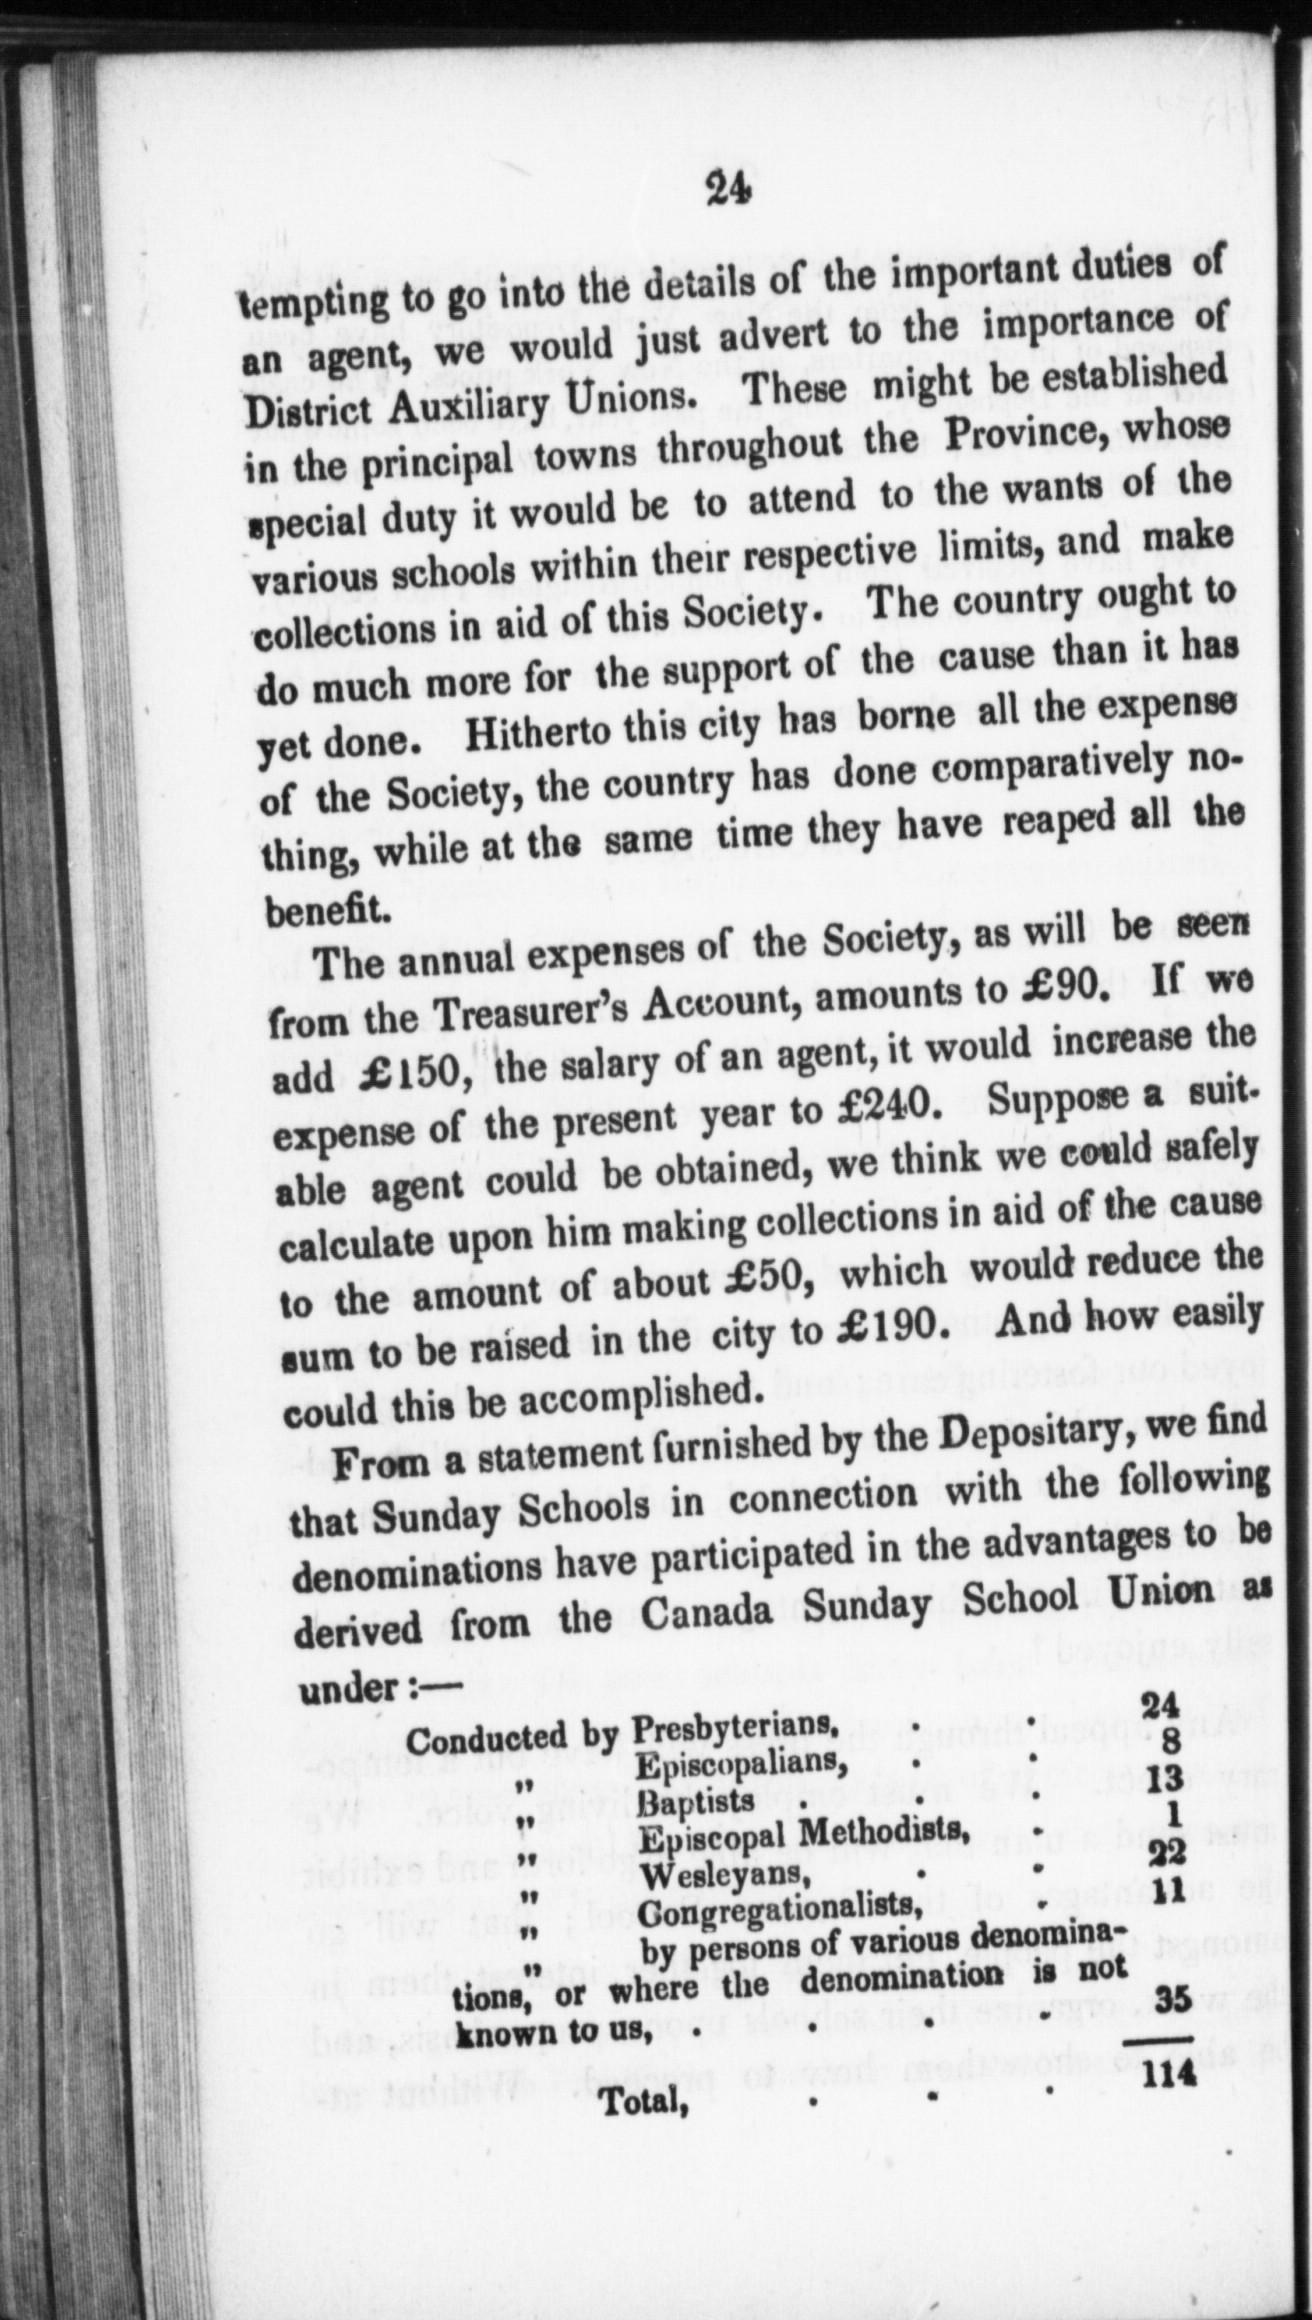 24
tempting to go into the details of the important duties of
an agent, we would just advert to the importance of
District Auxiliary Unions. These might be established
in the principal towns throughout the Province, whose
special duty it would be to attend to the wants of the
various schools within their respective limits, and make
collections in aid of this Society. The country ought to
do much more for the support of the cause than it has
yet done. Hitherto this city has borne all the expense
of the Society, the country has done comparatively no-
thing, while at the same time they have reaped all the
benefit.
The annual expenses of the Society, as will be seen
from the Treasurer's Account, amounts to £90. If we
add £150, the salary of an agent, it would increase the
expense of the present year to £240. Suppose a suit-
able agent could be obtained, we think we could safely
calculate upon him making collections in aid of the cause
to the amount of about £50, which would reduce the
sum to be raised in the city to £190. And how easily
could this be accomplished.
From a statement furnished by the Depositary, we find
that Sunday Schools in connection with the following
denominations have participated in the advantages to be
derived from the Canada Sunday School Union as
under :—
Conducted by Presbyterians, . . 24
" Episcopalians, . . 8
" Baptists . . . 13
" Episcopal Methodists, . 1
" Wesleyans, . . 22
" Congregationalists, . 11
" by persons of various denomina-
tions, or where the denomination is not
known to us, . . . . 35
Total, . . . 114